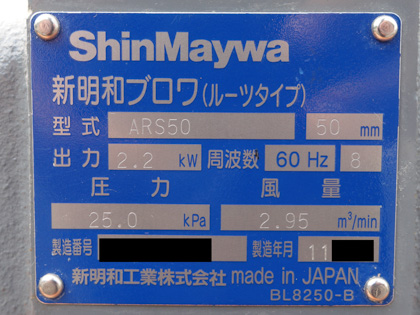 ShinMaywa
新明和ブロワ(ルーツタイプ)
型式 ARS50 50 mm
出力 2.2 kW 周波数 60 Hz 8
圧力 風量
25.0 kPa 2.95 m³/min
製造番号 製造年月 11
新明和工業株式会社 made in JAPAN
BL8250-B